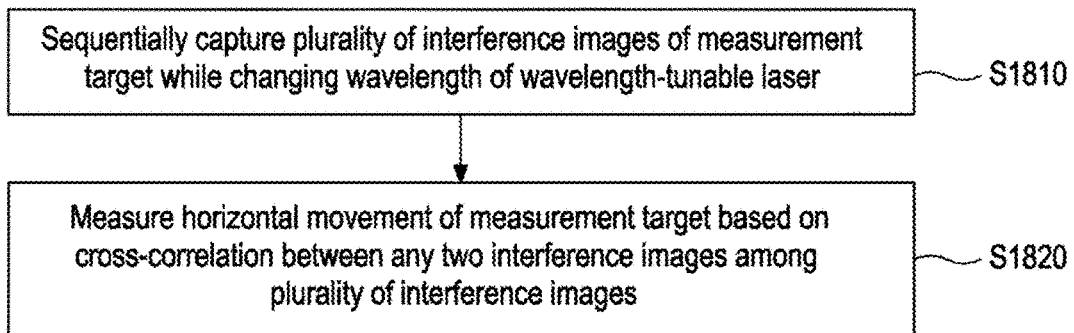 Sequentially capture plurality of interference images of measurement
target while changing wavelength of wavelength-tunable laser
S1810
Measure horizontal movement of measurement target based on
cross-correlation between any two interference images among
plurality of interference images
S1820